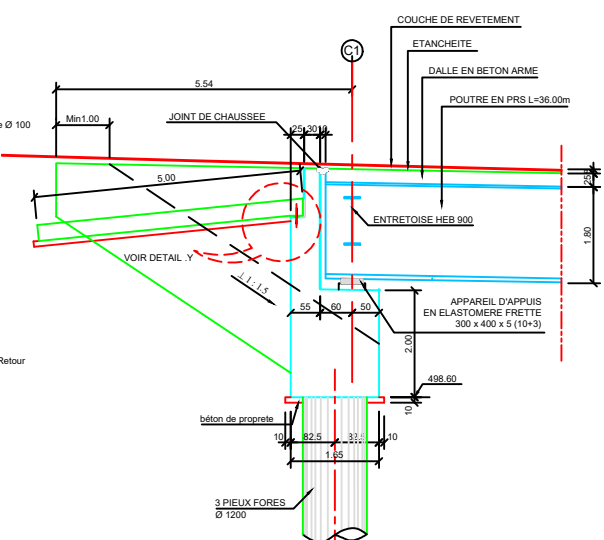 COUCHE DE REVETEMENT
ETANCHEITE
C1
DALLE EN BETON ARME
5.54
POUTRE EN PRS L=36.00m
e Ø 100
Min1.00
JOINT DE CHAUSSEE
25
30
10
25
5.00
1.80
ENTRETOISE HEB 900
VOIR DETAIL .Y
1 : 1.5
APPAREIL D'APPUIS
EN ELASTOMERE FRETTE
300 x 400 x 5 (10+3)
55
60
50
2.00
Retour
498.60
10
béton de proprete
10
82.5
82.5
10
1.65
3 PIEUX FORES
Ø 1200